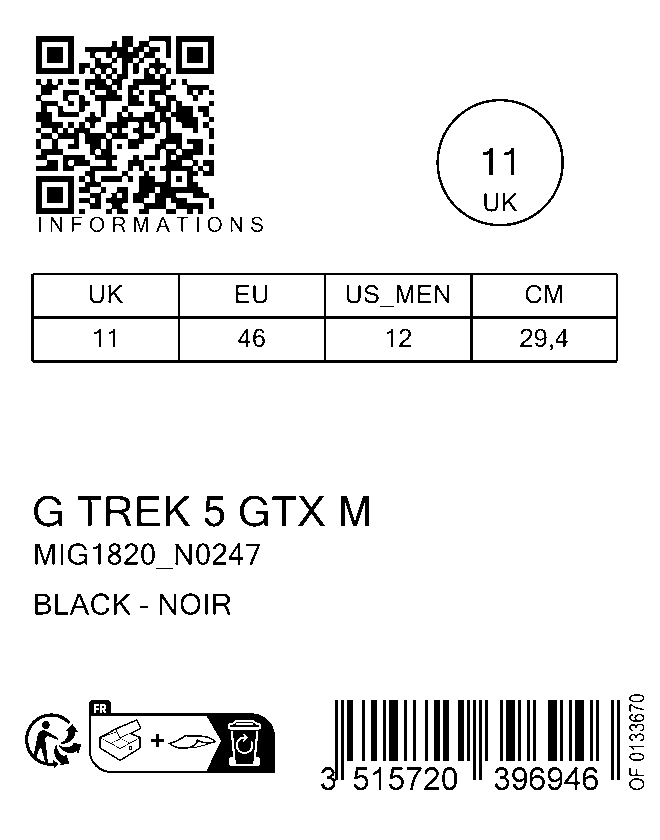 INFORMATIONS
11
UK
UK EU US_MEN CM
11 46 12 29,4
G TREK 5 GTX M
MIG1820_N0247
BLACK - NOIR
FR
3 515720 396946
OF 0133670